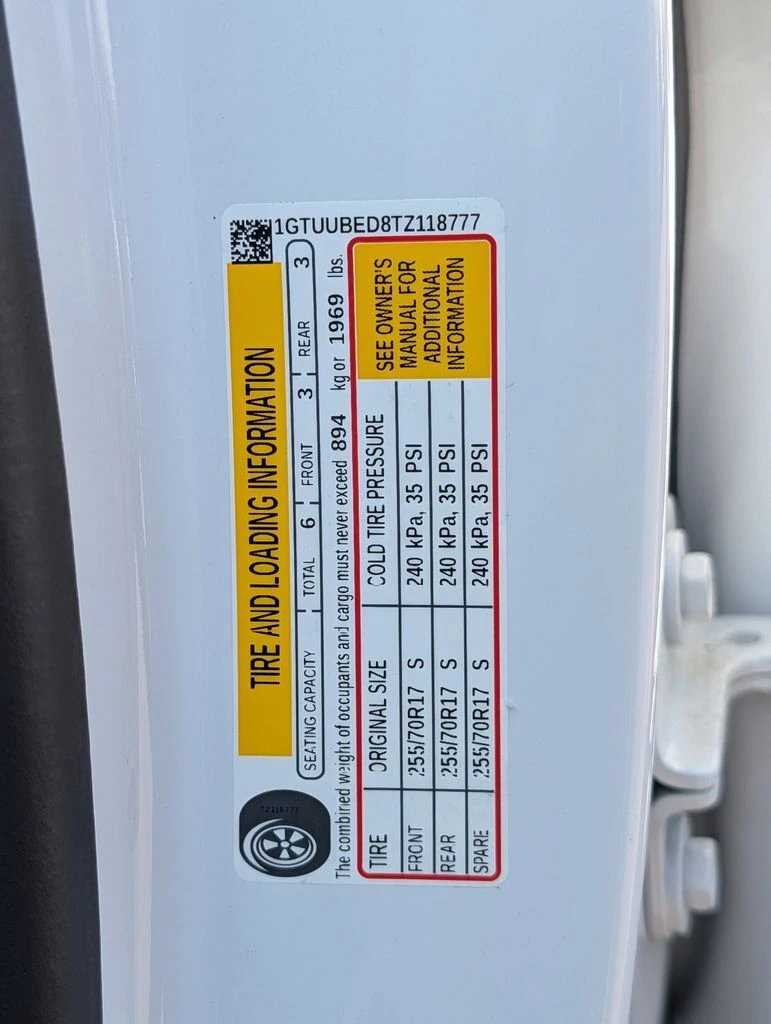 1GTUUBED8TZ118777
TIRE AND LOADING INFORMATION
SEATING CAPACITY TOTAL 6 FRONT 3 REAR 3
The combined weight of occupants and cargo must never exceed 894 kg or 1969 lbs.
TIRE ORIGINAL SIZE COLD TIRE PRESSURE
FRONT 255/70R17 S 240 kPa, 35 PSI
REAR 255/70R17 S 240 kPa, 35 PSI
SPARE 255/70R17 S 240 kPa, 35 PSI
SEE OWNER'S
MANUAL FOR
ADDITIONAL
INFORMATION
TZ118777